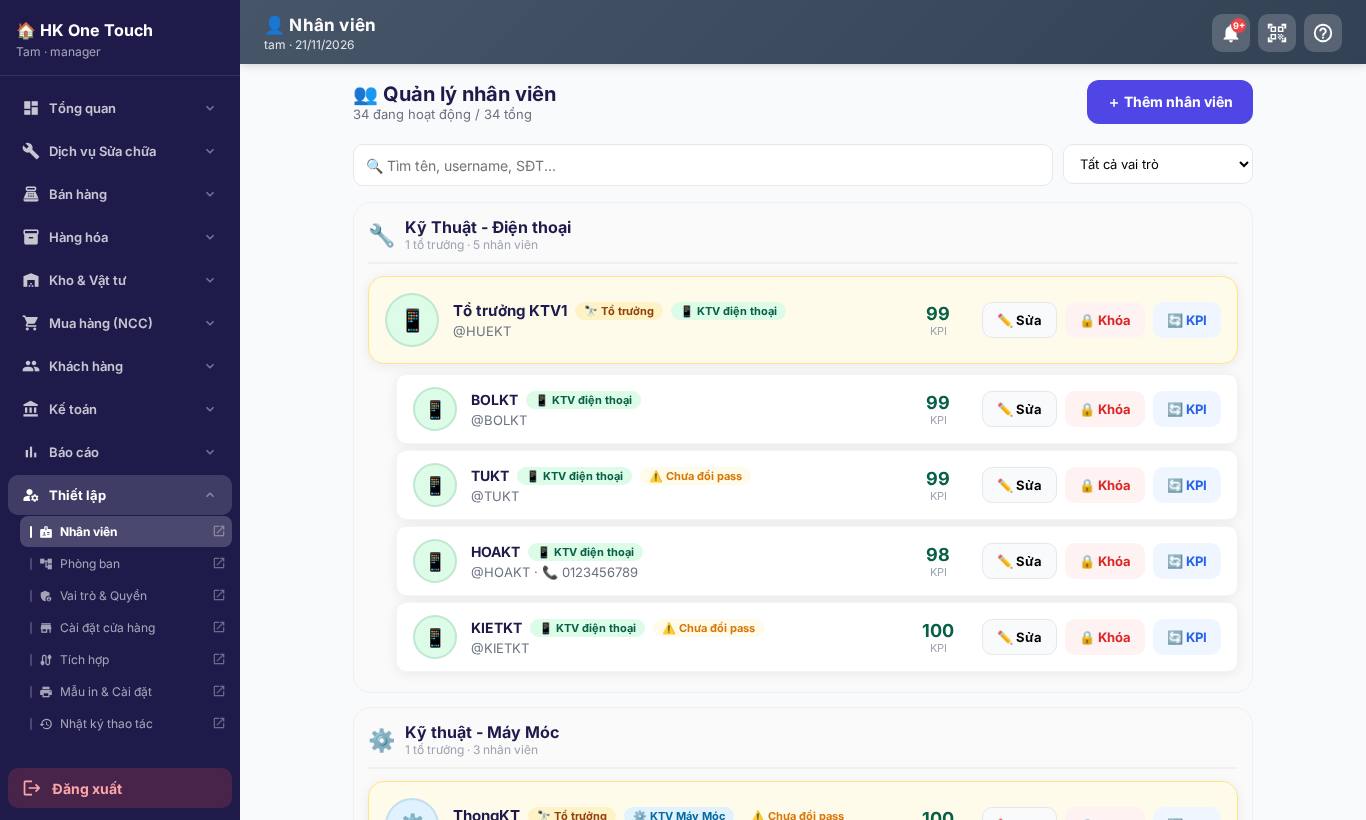 🏠 HK One Touch
Tam · manager
Tổng quan
Dịch vụ Sửa chữa
Bán hàng
Hàng hóa
Kho & Vật tư
Mua hàng (NCC)
Khách hàng
Kế toán
Báo cáo
Thiết lập
Nhân viên
Phòng ban
Vai trò & Quyền
Cài đặt cửa hàng
Tích hợp
Mẫu in & Cài đặt
Nhật ký thao tác
Đăng xuất
👤 Nhân viên
tam · 21/11/2026
9+
👥 Quản lý nhân viên
34 đang hoạt động / 34 tổng
+ Thêm nhân viên
🔍 Tìm tên, username, SĐT...
Tất cả vai trò
🔧 Kỹ Thuật - Điện thoại
1 tổ trưởng · 5 nhân viên
Tổ trưởng KTV1 🔭 Tổ trưởng 📱 KTV điện thoại
@HUEKT
99
KPI
✏️ Sửa 🔒 Khóa 🔄 KPI
BOLKT 📱 KTV điện thoại
@BOLKT
99
KPI
✏️ Sửa 🔒 Khóa 🔄 KPI
TUKT 📱 KTV điện thoại ⚠️ Chưa đổi pass
@TUKT
99
KPI
✏️ Sửa 🔒 Khóa 🔄 KPI
HOAKT 📱 KTV điện thoại
@HOAKT · 📞 0123456789
98
KPI
✏️ Sửa 🔒 Khóa 🔄 KPI
KIETKT 📱 KTV điện thoại ⚠️ Chưa đổi pass
@KIETKT
100
KPI
✏️ Sửa 🔒 Khóa 🔄 KPI
⚙️ Kỹ thuật - Máy Móc
1 tổ trưởng · 3 nhân viên
ThongKT 🔭 Tổ trưởng ⚙️ KTV Máy Móc ⚠️ Chưa đổi pass
100